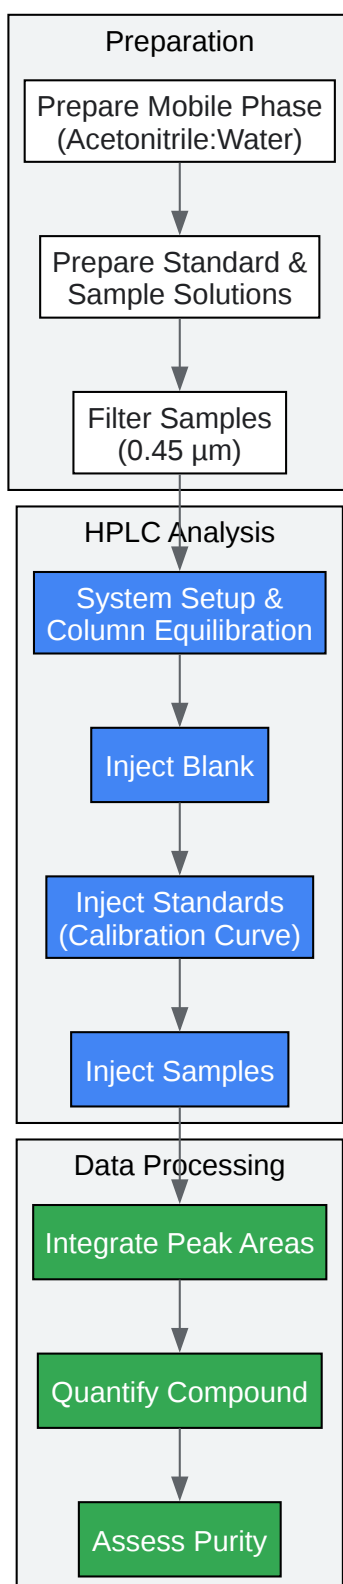 Preparation
Prepare Mobile Phase
(Acetonitrile:Water)
Prepare Standard &
Sample Solutions
Filter Samples
(0.45 µm)
HPLC Analysis
System Setup &
Column Equilibration
Inject Blank
Inject Standards
(Calibration Curve)
Inject Samples
Data Processing
Integrate Peak Areas
Quantify Compound
Assess Purity